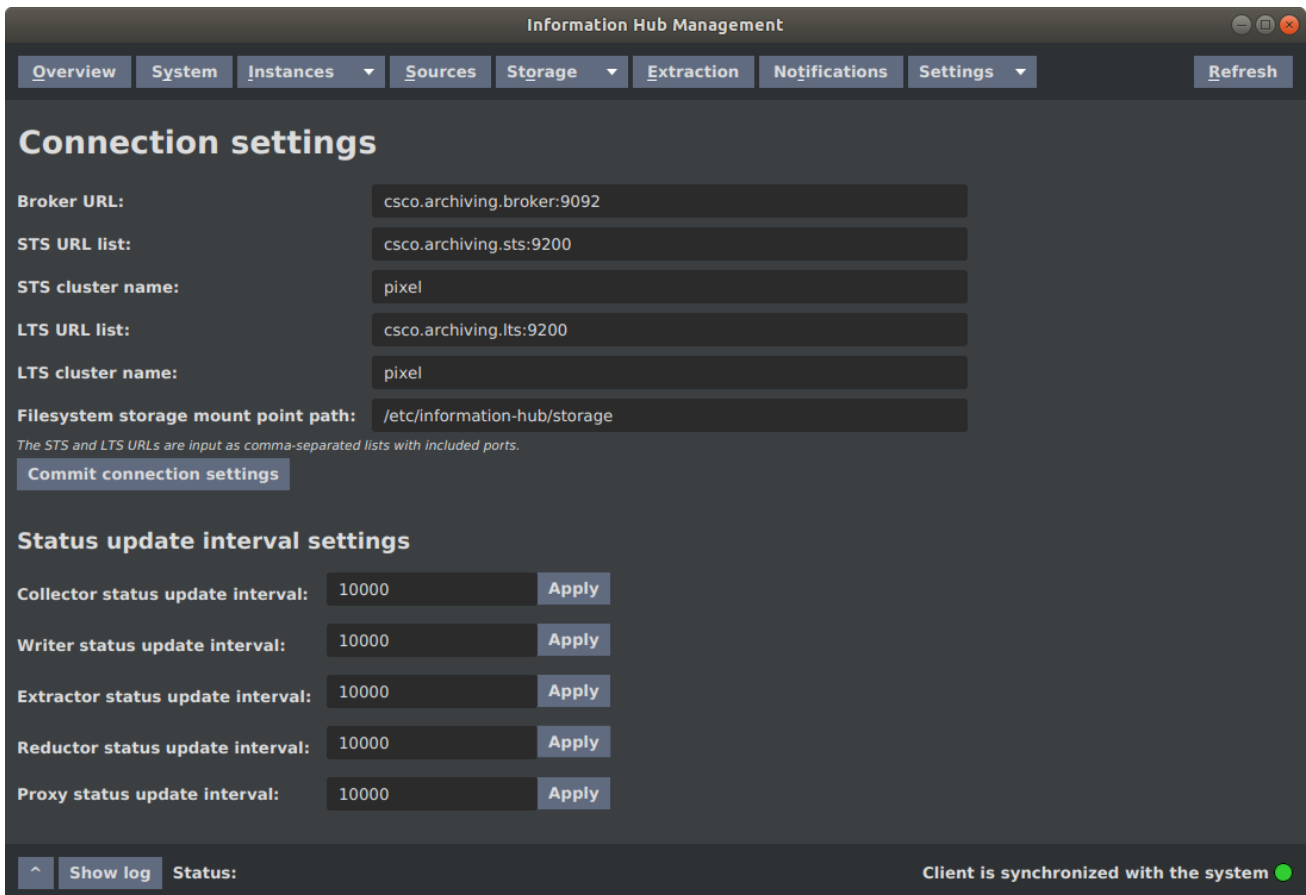 Information Hub Management
Overview System Instances Sources Storage Extraction Notifications Settings Refresh
Connection settings
Broker URL: csco.archiving.broker:9092
STS URL list: csco.archiving.sts:9200
STS cluster name: pixel
LTS URL list: csco.archiving.lts:9200
LTS cluster name: pixel
Filesystem storage mount point path: /etc/information-hub/storage
The STS and LTS URLs are input as comma-separated lists with included ports.
Commit connection settings
Status update interval settings
Collector status update interval: 10000 Apply
Writer status update interval: 10000 Apply
Extractor status update interval: 10000 Apply
Reductor status update interval: 10000 Apply
Proxy status update interval: 10000 Apply
^ Show log Status: Client is synchronized with the system